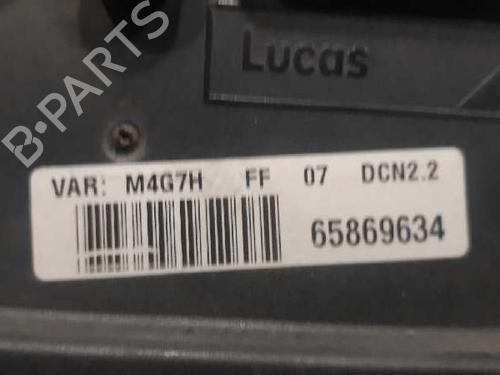 Lucas
B-PARTS
VAR: M4G7H FF 07 DCN2.2
65869634